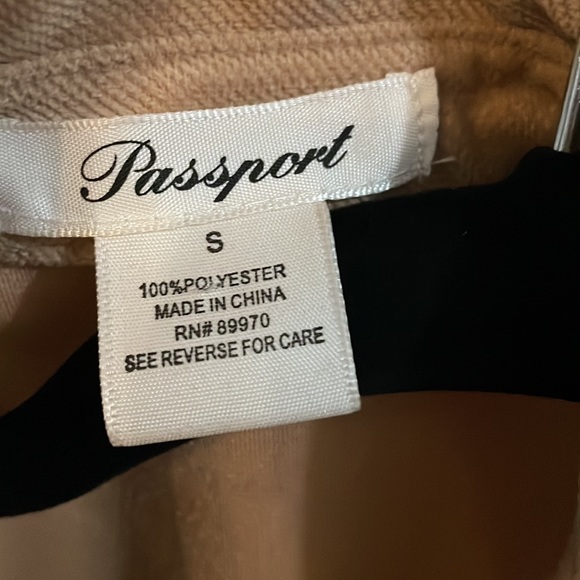 Passport
S
100%POLYESTER
MADE IN CHINA
RN# 89970
SEE REVERSE FOR CARE